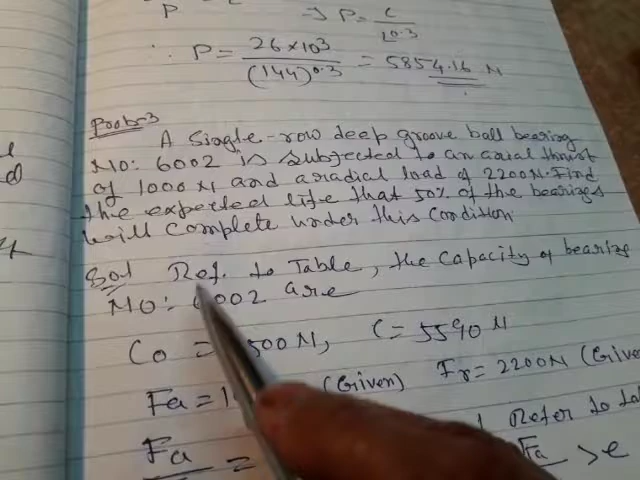 P
⇒ P = C / L0.3
∴ P = 26×10³ / (144)0.3 = 5854.16 N
Prob-3
A Single-row deep groove ball bearing
No: 6002 is subjected to an axial thrust
of 1000 N and a radial load of 2200 N. Find
the expected life that 50% of the bearings
will complete under this condition
Sol Ref. to Table, the capacity of bearing
No: 6002 are
Co = 500 N, C = 5590 N
Fa = 1 (Given) Fr = 2200 N (Given
Refer to
Fa = Fa > e